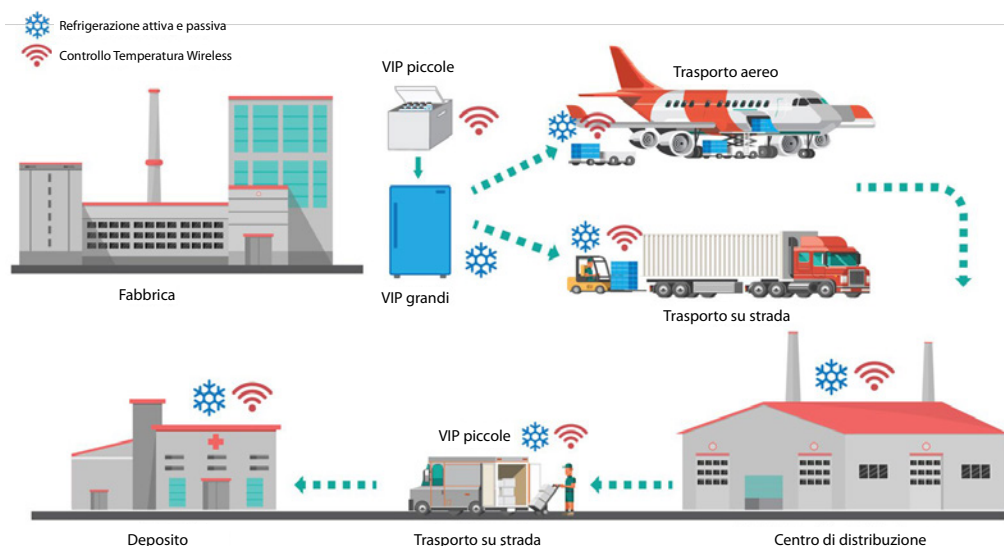 Refrigerazione attiva e passiva
Controllo Temperatura Wireless
VIP piccole
Trasporto aereo
Fabbrica
VIP grandi
Trasporto su strada
VIP piccole
Deposito
Trasporto su strada
Centro di distribuzione